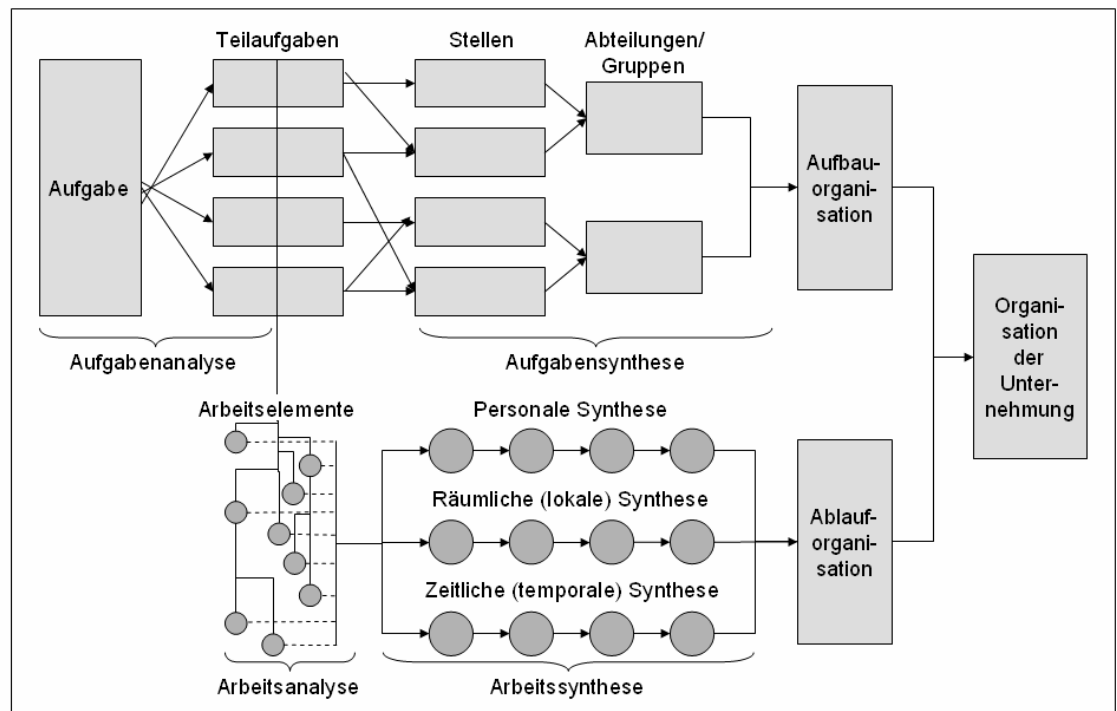 Teilaufgaben
Stellen
Abteilungen/
Gruppen
Aufgabe
Aufbau-
organi-
sation
Organi-
sation
der
Unter-
nehmung
Aufgabenanalyse
Aufgabensynthese
Arbeitselemente
Personale Synthese
Räumliche (lokale) Synthese
Zeitliche (temporale) Synthese
Ablauf-
organi-
sation
Arbeitsanalyse
Arbeitssynthese